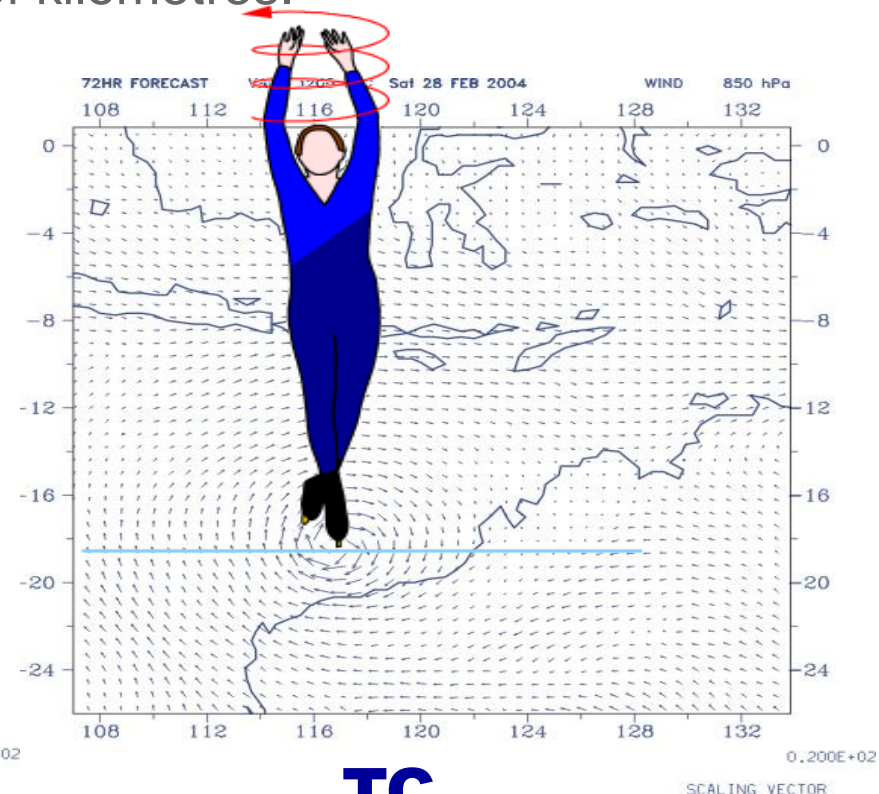 of kilometres.
72HR FORECAST Sat 28 FEB 2004 WIND 850 hPa
108 112 116 120 124 128 132
0 0
-4 -4
-8 -8
-12 -12
-16 -16
-20 -20
-24 -24
108 112 116 120 124 128 132
02 0.200E+02
TC
SCALING VECTOR